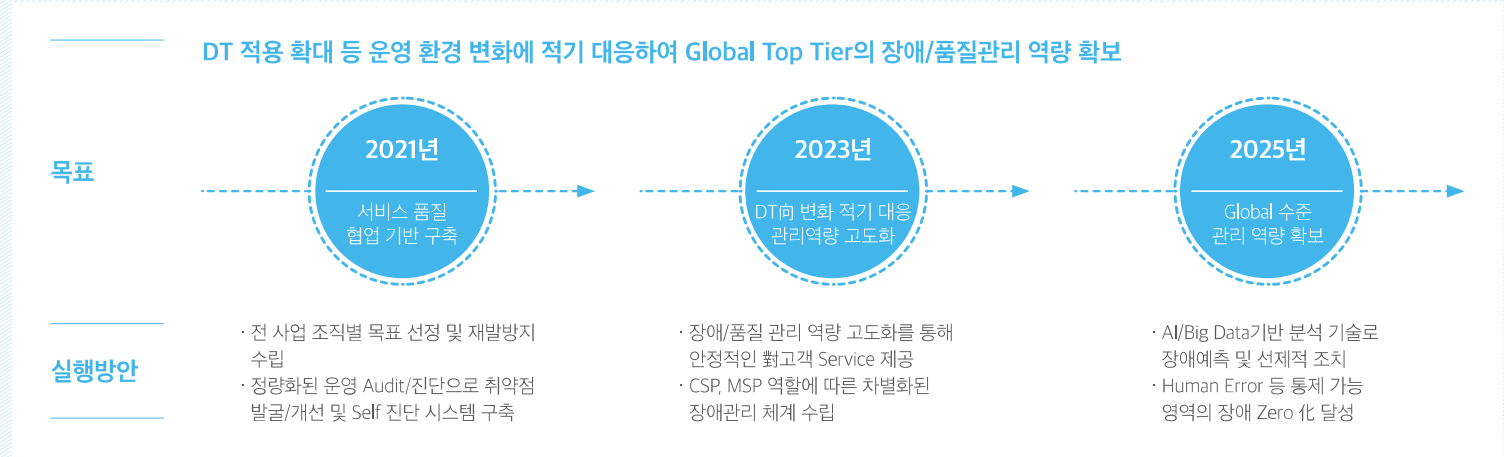 DT 적용 확대 등 운영 환경 변화에 적기 대응하여 Global Top Tier의 장애/품질관리 역량 확보
목표
2021년
서비스 품질
협업 기반 구축
2023년
DT向 변화 적기 대응
관리역량 고도화
2025년
Global 수준
관리 역량 확보
실행방안
· 전 사업 조직별 목표 선정 및 재발방지
수립
· 정량화된 운영 Audit/진단으로 취약점
발굴/개선 및 Self 진단 시스템 구축
· 장애/품질 관리 역량 고도화를 통해
안정적인 對고객 Service 제공
· CSP, MSP 역할에 따른 차별화된
장애관리 체계 수립
· AI/Big Data기반 분석 기술로
장애예측 및 선제적 조치
· Human Error 등 통제 가능
영역의 장애 Zero 化 달성